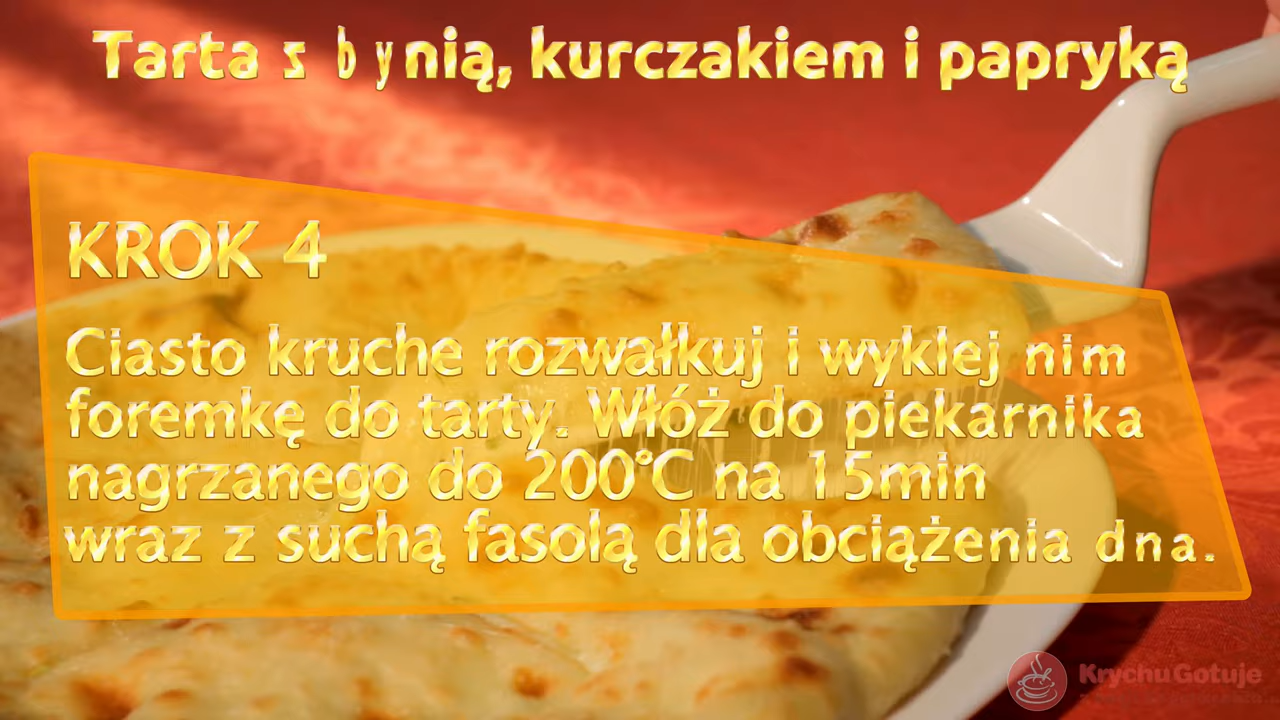 Tarta s bynią, kurczakiem i papryką
KROK 4
Ciasto kruche rozwałkuj i wyklej nim
foremkę do tarty. Włóż do piekarnika
nagrzanego do 200°C na 15min
wraz z suchą fasolą dla obciążenia dna.
KrychuGotuje